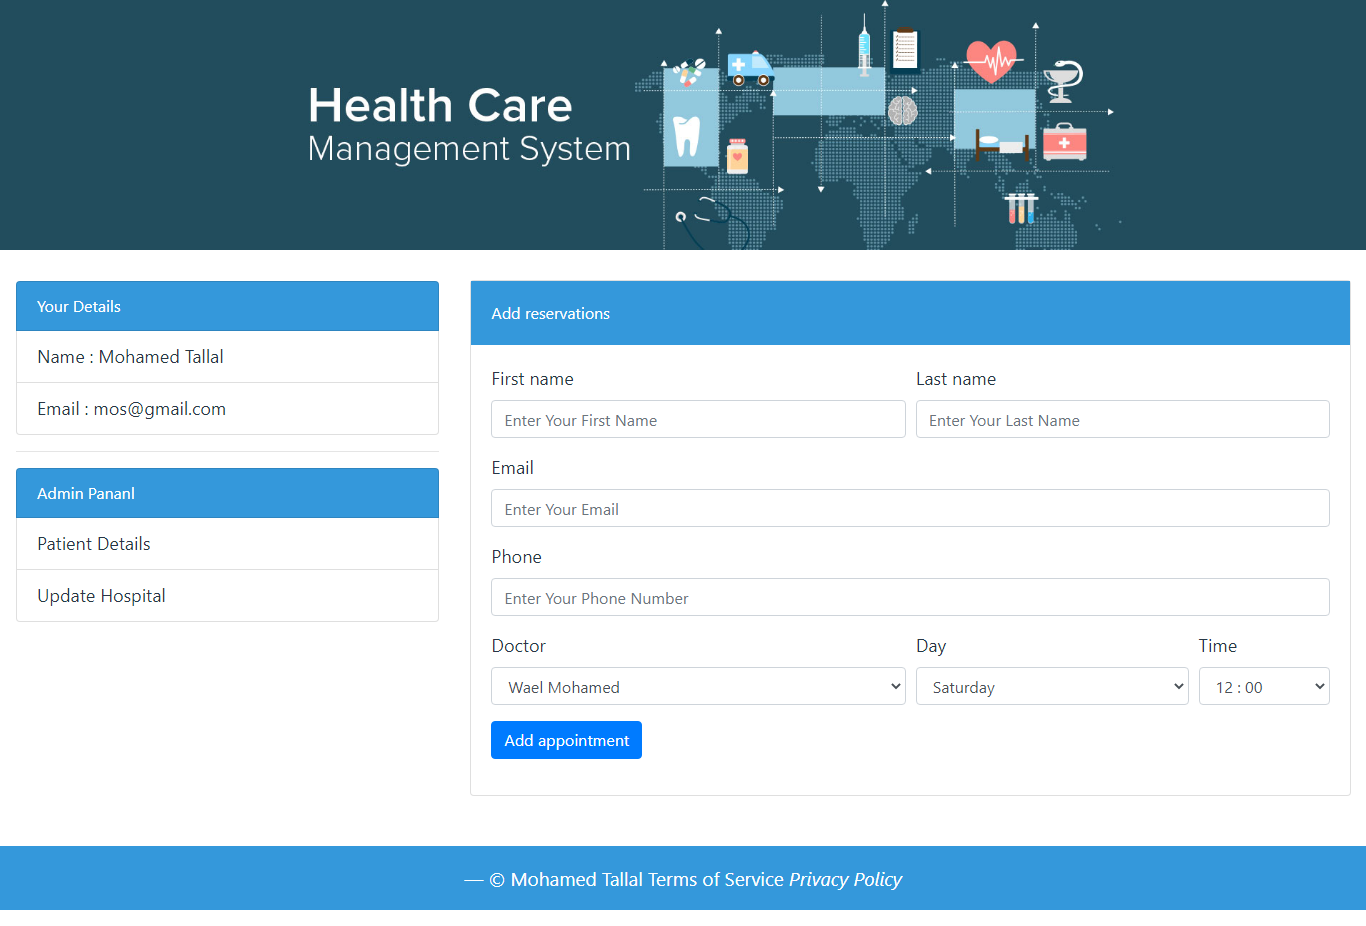 Health Care
Management System
Your Details
Name : Mohamed Tallal
Email : mos@gmail.com
Admin Pananl
Patient Details
Update Hospital
Add reservations
First name
Last name
Enter Your First Name
Enter Your Last Name
Email
Enter Your Email
Phone
Enter Your Phone Number
Doctor
Day
Time
Wael Mohamed
Saturday
12 : 00
Add appointment
— © Mohamed Tallal Terms of Service Privacy Policy